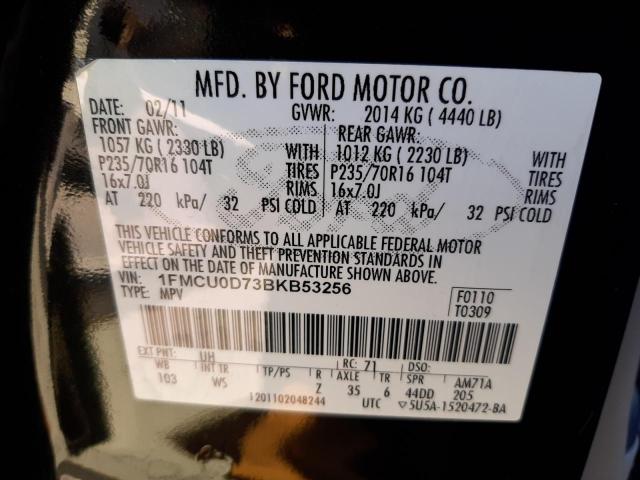 MFD. BY FORD MOTOR CO.
DATE: 02/11 GVWR: 2014 KG ( 4440 LB)
FRONT GAWR: REAR GAWR:
1057 KG ( 2330 LB) WITH 1012 KG ( 2230 LB) WITH
P235/70R16 104T TIRES P235/70R16 104T TIRES
16x7.0J RIMS 16x7.0J RIMS
AT 220 kPa/ 32 PSI COLD AT 220 kPa/ 32 PSI COLD
THIS VEHICLE CONFORMS TO ALL APPLICABLE FEDERAL MOTOR
VEHICLE SAFETY AND THEFT PREVENTION STANDARDS IN
EFFECT ON THE DATE OF MANUFACTURE SHOWN ABOVE.
VIN: 1FMCU0D73BKB53256 F0110
TYPE: MPV T0309
EXT PNT: UH RC: 71 DSO:
WB INT TR TP/PS R AXLE TR SPR AM71A
103 WS Z 35 6 44DD 205
1201102048244 UTC ▽5U5A-1520472-BA